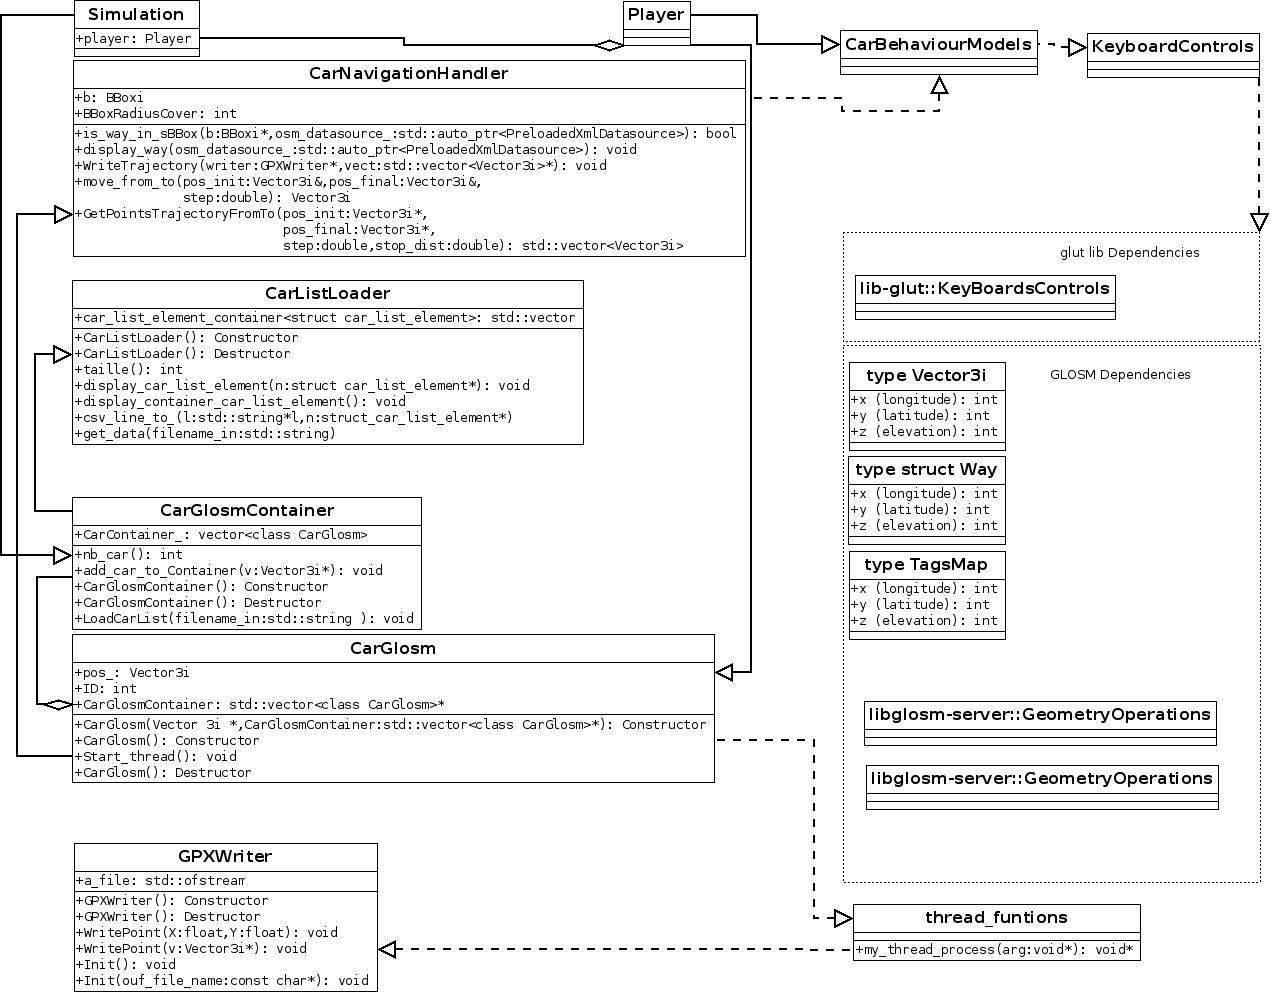 Simulation
+player: Player
Player
CarBehaviourModels
KeyboardControls
CarNavigationHandler
+b: BBoxi
+BBoxRadiusCover: int
+is_way_in_sBBox(b:BBoxi*,osm_datasource_:std::auto_ptr<PreloadedXmlDatasource>): bool
+display_way(osm_datasource_:std::auto_ptr<PreloadedXmlDatasource>): void
+WriteTrajectory(writer:GPXWriter*,vect:std::vector<Vector3i>*): void
+move_from_to(pos_init:Vector3i&,pos_final:Vector3i&,
step:double): Vector3i
+GetPointsTrajectoryFromTo(pos_init:Vector3i*,
pos_final:Vector3i*,
step:double,stop_dist:double): std::vector<Vector3i>
CarListLoader
+car_list_element_container<struct car_list_element>: std::vector
+CarListLoader(): Constructor
+CarListLoader(): Destructor
+taille(): int
+display_car_list_element(n:struct car_list_element*): void
+display_container_car_list_element(): void
+csv_line_to_(l:std::string*l,n:struct_car_list_element*)
+get_data(filename_in:std::string)
CarGlosmContainer
+CarContainer_: vector<class CarGlosm>
+nb_car(): int
+add_car_to_Container(v:Vector3i*): void
+CarGlosmContainer(): Constructor
+CarGlosmContainer(): Destructor
+LoadCarList(filename_in:std::string ): void
CarGlosm
+pos_: Vector3i
+ID: int
+CarGlosmContainer: std::vector<class CarGlosm>*
+CarGlosm(Vector 3i *,CarGlosmContainer:std::vector<class CarGlosm>*): Constructor
+CarGlosm(): Constructor
+Start_thread(): void
+CarGlosm(): Destructor
GPXWriter
+a_file: std::ofstream
+GPXWriter(): Constructor
+GPXWriter(): Destructor
+WritePoint(X:float,Y:float): void
+WritePoint(v:Vector3i*): void
+Init(): void
+Init(ouf_file_name:const char*): void
glut lib Dependencies
lib-glut::KeyBoardsControls
GLOSM Dependencies
type Vector3i
+x (longitude): int
+y (latitude): int
+z (elevation): int
type struct Way
+x (longitude): int
+y (latitude): int
+z (elevation): int
type TagsMap
+x (longitude): int
+y (latitude): int
+z (elevation): int
libglosm-server::GeometryOperations
libglosm-server::GeometryOperations
thread_funtions
+my_thread_process(arg:void*): void*